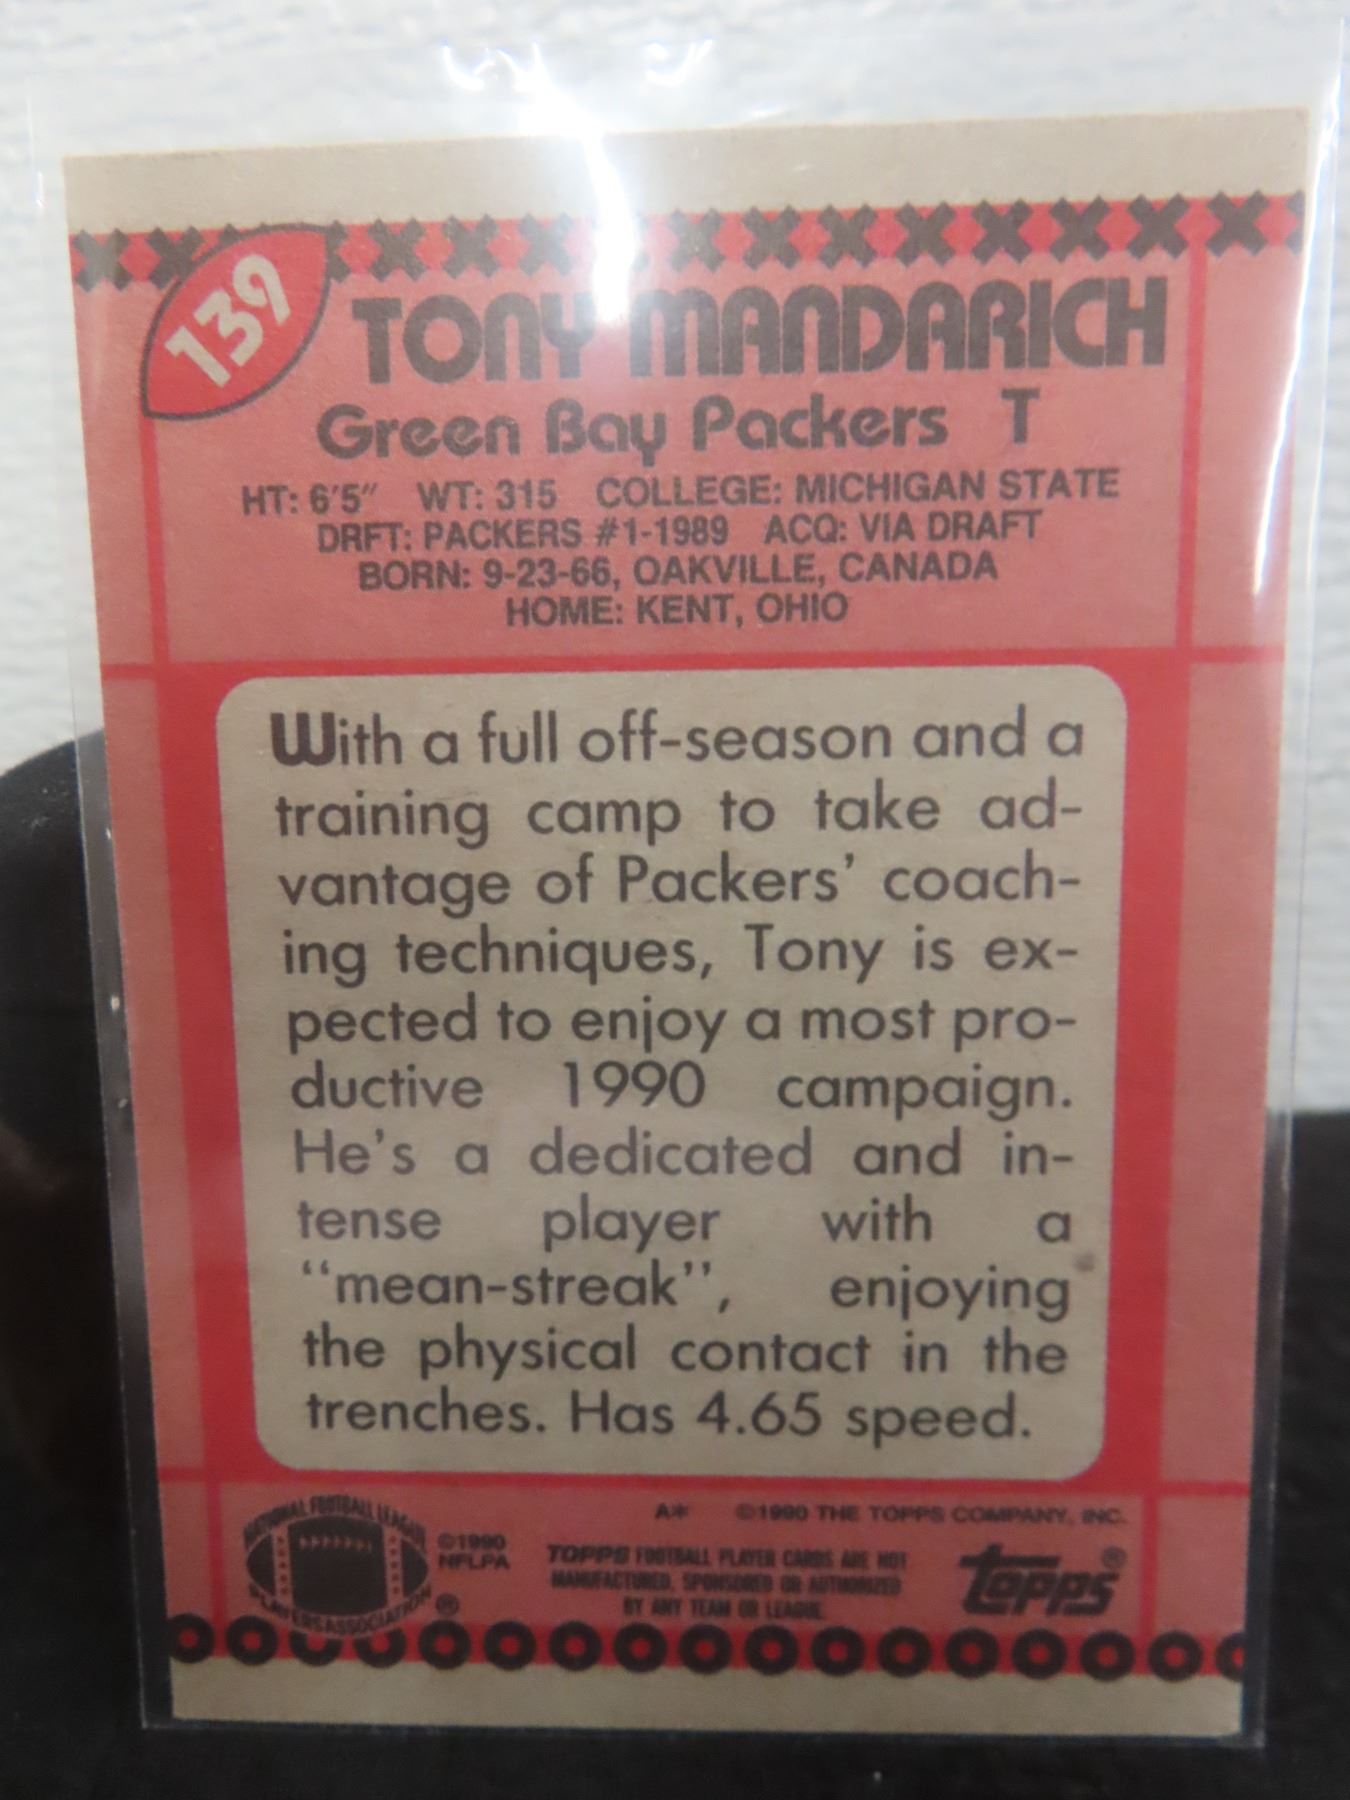 139
TONY MANDARICH
Green Bay Packers T
HT: 6'5" WT: 315 COLLEGE: MICHIGAN STATE
DRFT: PACKERS #1-1989 ACQ: VIA DRAFT
BORN: 9-23-66, OAKVILLE, CANADA
HOME: KENT, OHIO
With a full off-season and a
training camp to take ad-
vantage of Packers' coach-
ing techniques, Tony is ex-
pected to enjoy a most pro-
ductive 1990 campaign.
He's a dedicated and in-
tense player with a
"mean-streak", enjoying
the physical contact in the
trenches. Has 4.65 speed.
NATIONAL FOOTBALL LEAGUE
PLAYERS ASSOCIATION ®
©1990
NFLPA
A* ©1990 THE TOPPS COMPANY, INC.
TOPPS FOOTBALL PLAYER CARDS ARE NOT
MANUFACTURED, SPONSORED OR AUTHORIZED
BY ANY TEAM OR LEAGUE.
topps®